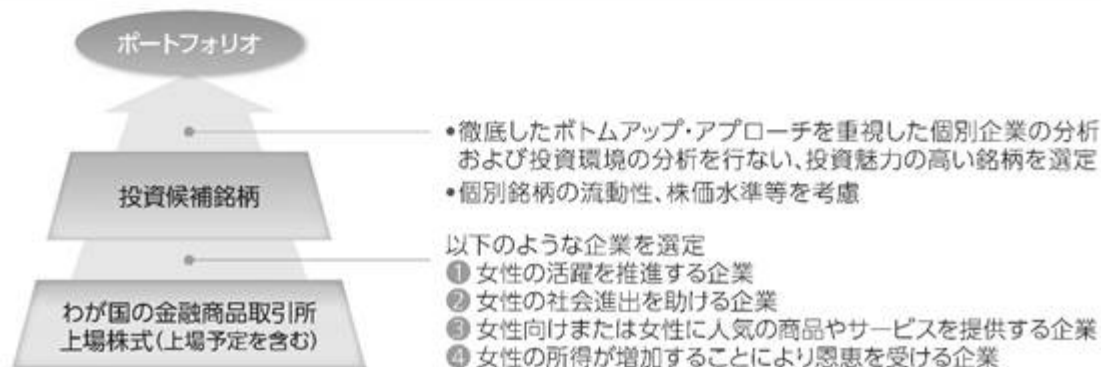 ポートフォリオ
•徹底したボトムアップ・アプローチを重視した個別企業の分析
および投資環境の分析を行ない、投資魅力の高い銘柄を選定
•個別銘柄の流動性、株価水準等を考慮
投資候補銘柄
以下のような企業を選定
❶ 女性の活躍を推進する企業
❷ 女性の社会進出を助ける企業
❸ 女性向けまたは女性に人気の商品やサービスを提供する企業
❹ 女性の所得が増加することにより恩恵を受ける企業
わが国の金融商品取引所
上場株式(上場予定を含む)